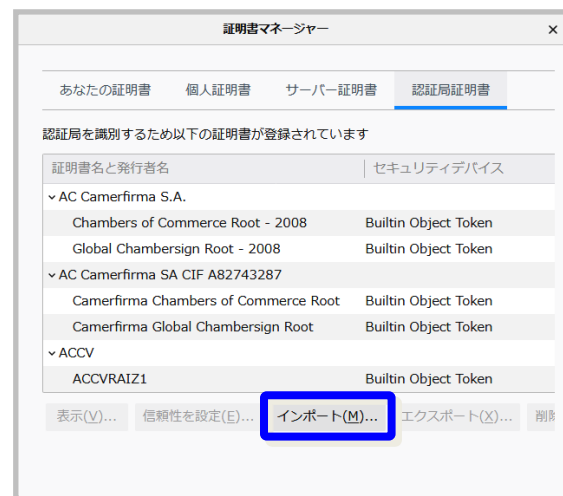 証明書マネージャー ×
あなたの証明書 個人証明書 サーバー証明書 認証局証明書
認証局を識別するため以下の証明書が登録されています
証明書名と発行者名 セキュリティデバイス
AC Camerfirma S.A.
Chambers of Commerce Root - 2008 Builtin Object Token
Global Chambersign Root - 2008 Builtin Object Token
AC Camerfirma SA CIF A82743287
Camerfirma Chambers of Commerce Root Builtin Object Token
Camerfirma Global Chambersign Root Builtin Object Token
ACCV
ACCVRAIZ1 Builtin Object Token
表示(V)... 信頼性を設定(E)... インポート(M)... エクスポート(X)... 削